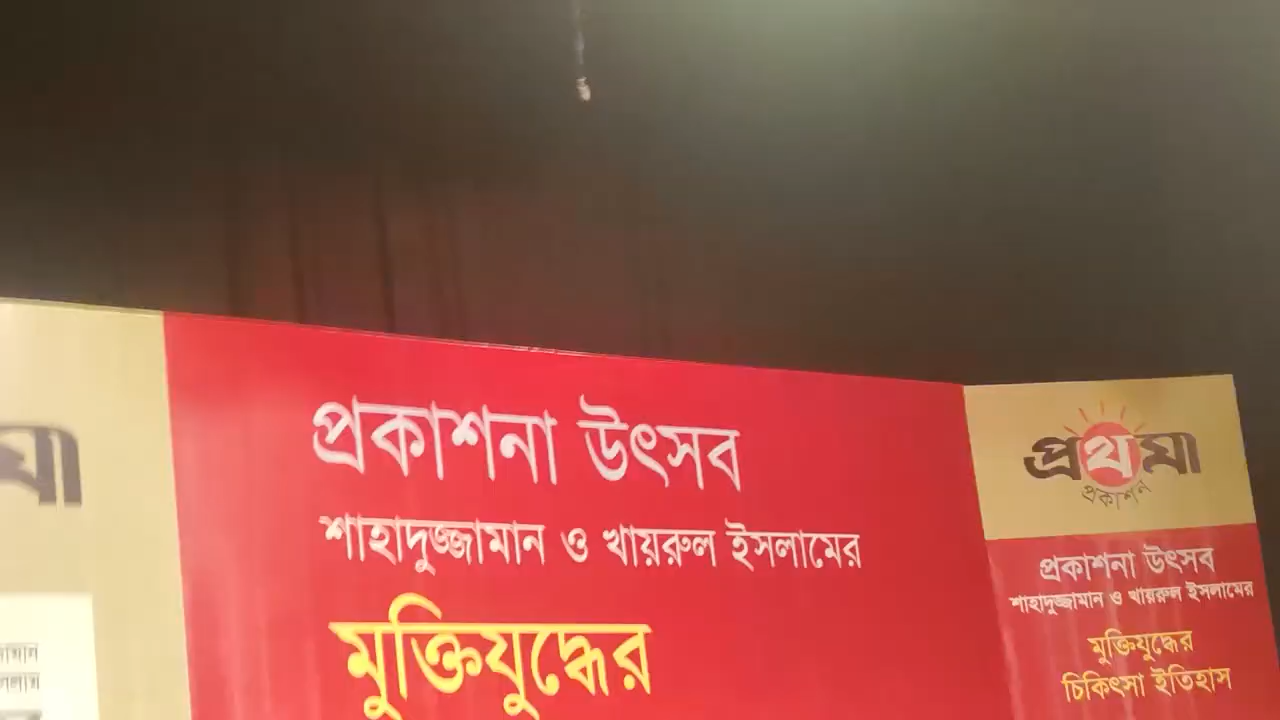 প্রকাশনা উৎসব
শাহাদুজ্জামান ও খায়রুল ইসলামের
মুক্তিযুদ্ধের
প্রথমা
প্রকাশন
প্রকাশনা উৎসব
শাহাদুজ্জামান ও খায়রুল ইসলামের
মুক্তিযুদ্ধের
চিকিৎসা ইতিহাস